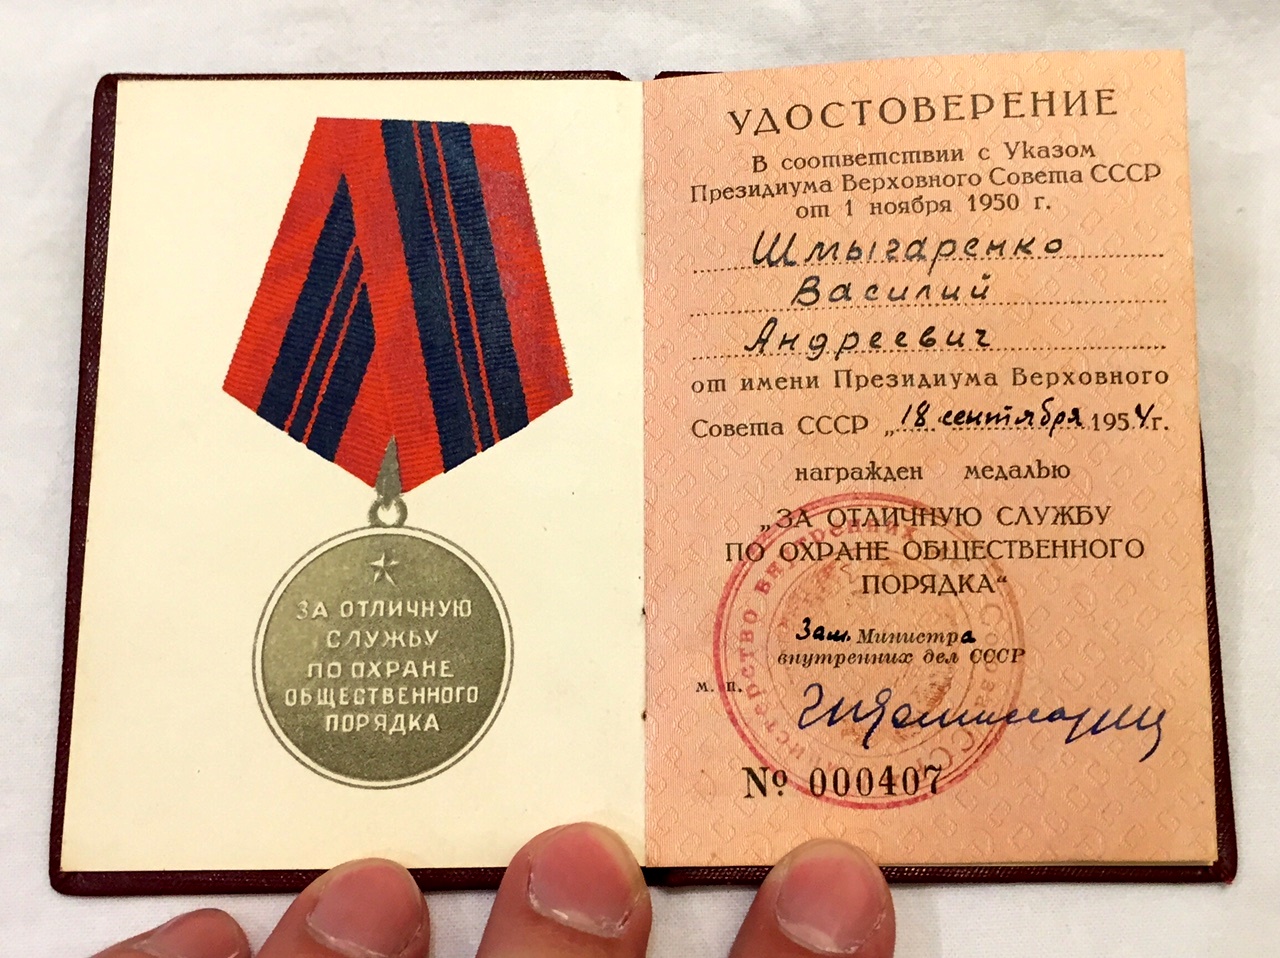 ЗА ОТЛИЧНУЮ
СЛУЖБУ
ПО ОХРАНЕ
ОБЩЕСТВЕННОГО
ПОРЯДКА
УДОСТОВЕРЕНИЕ
В соответствии с Указом
Президиума Верховного Совета СССР
от 1 ноября 1950 г.
Шмыгаренко
Василий
Андреевич
от имени Президиума Верховного
Совета СССР „18 сентября 1954 г.
награжден медалью
„ЗА ОТЛИЧНУЮ СЛУЖБУ
ПО ОХРАНЕ ОБЩЕСТВЕННОГО
ПОРЯДКА“
Зам. Министра
внутренних дел СССР
м. п.
№ 000407